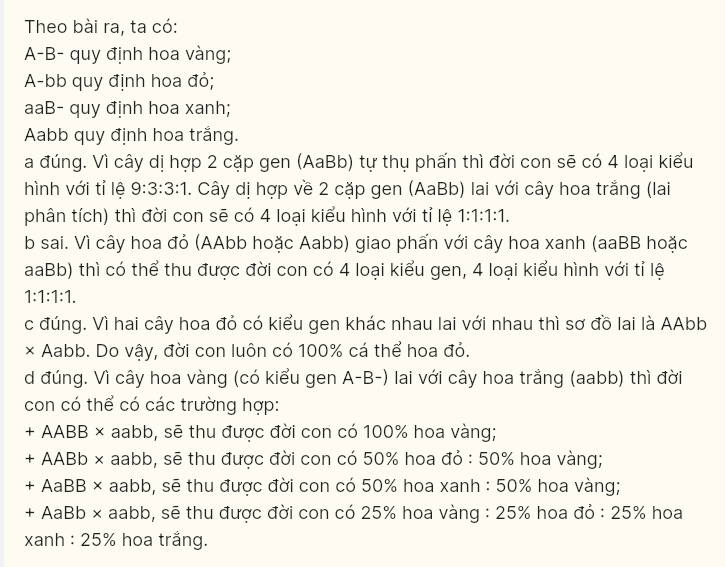 Theo bài ra, ta có:
A-B- quy định hoa vàng;
A-bb quy định hoa đỏ;
aaB- quy định hoa xanh;
Aabb quy định hoa trắng.
a đúng. Vì cây dị hợp 2 cặp gen (AaBb) tự thụ phấn thì đời con sẽ có 4 loại kiểu
hình với tỉ lệ 9:3:3:1. Cây dị hợp về 2 cặp gen (AaBb) lai với cây hoa trắng (lai
phân tích) thì đời con sẽ có 4 loại kiểu hình với tỉ lệ 1:1:1:1.
b sai. Vì cây hoa đỏ (AAbb hoặc Aabb) giao phấn với cây hoa xanh (aaBB hoặc
aaBb) thì có thể thu được đời con có 4 loại kiểu gen, 4 loại kiểu hình với tỉ lệ
1:1:1:1.
c đúng. Vì hai cây hoa đỏ có kiểu gen khác nhau lai với nhau thì sơ đồ lai là AAbb
× Aabb. Do vậy, đời con luôn có 100% cá thể hoa đỏ.
d đúng. Vì cây hoa vàng (có kiểu gen A-B-) lai với cây hoa trắng (aabb) thì đời
con có thể có các trường hợp:
+ AABB × aabb, sẽ thu được đời con có 100% hoa vàng;
+ AABb × aabb, sẽ thu được đời con có 50% hoa đỏ : 50% hoa vàng;
+ AaBB × aabb, sẽ thu được đời con có 50% hoa xanh : 50% hoa vàng;
+ AaBb × aabb, sẽ thu được đời con có 25% hoa vàng : 25% hoa đỏ : 25% hoa
xanh : 25% hoa trắng.